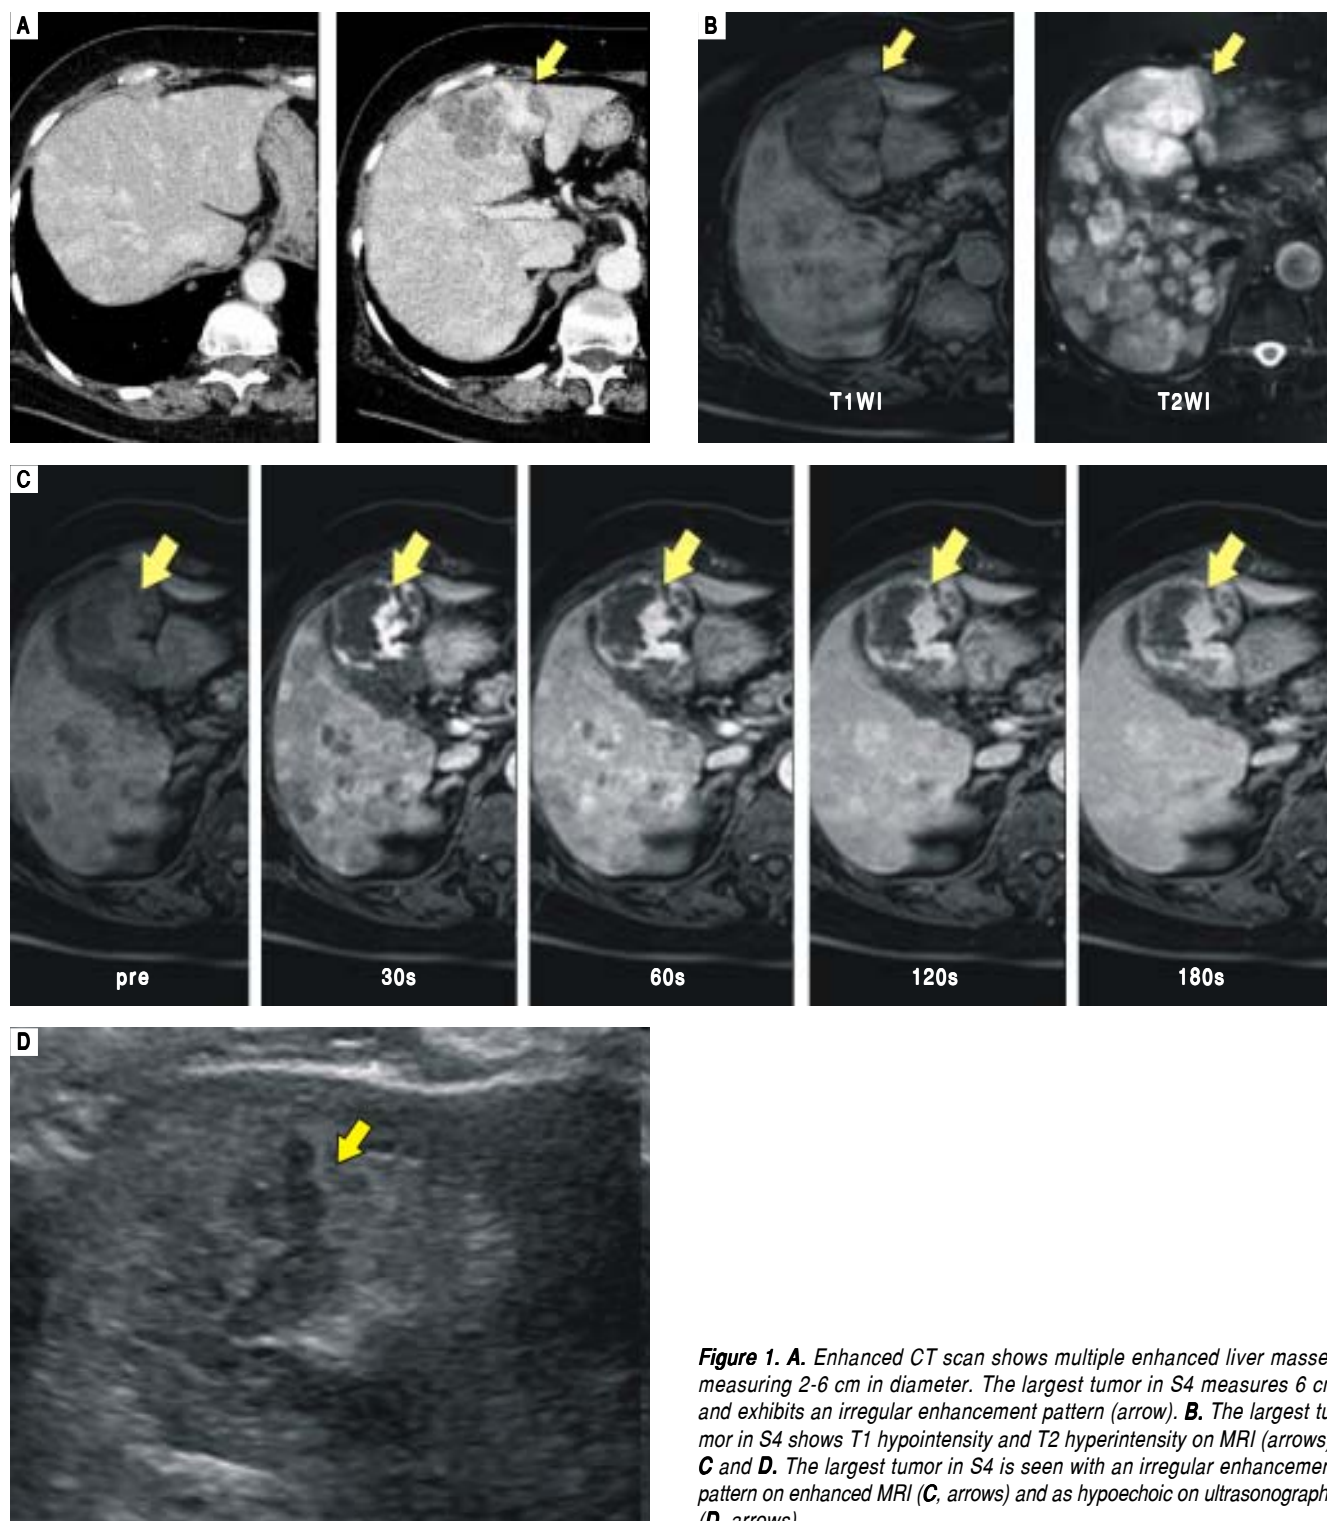 A
B
T1WI
T2WI
C
pre
30s
60s
120s
180s
D
Figure 1. A. Enhanced CT scan shows multiple enhanced liver masse
measuring 2-6 cm in diameter. The largest tumor in S4 measures 6 c
and exhibits an irregular enhancement pattern (arrow). B. The largest tu
mor in S4 shows T1 hypointensity and T2 hyperintensity on MRI (arrows
C and D. The largest tumor in S4 is seen with an irregular enhancemen
pattern on enhanced MRI (C, arrows) and as hypoechoic on ultrasonograph
(D, arrows)